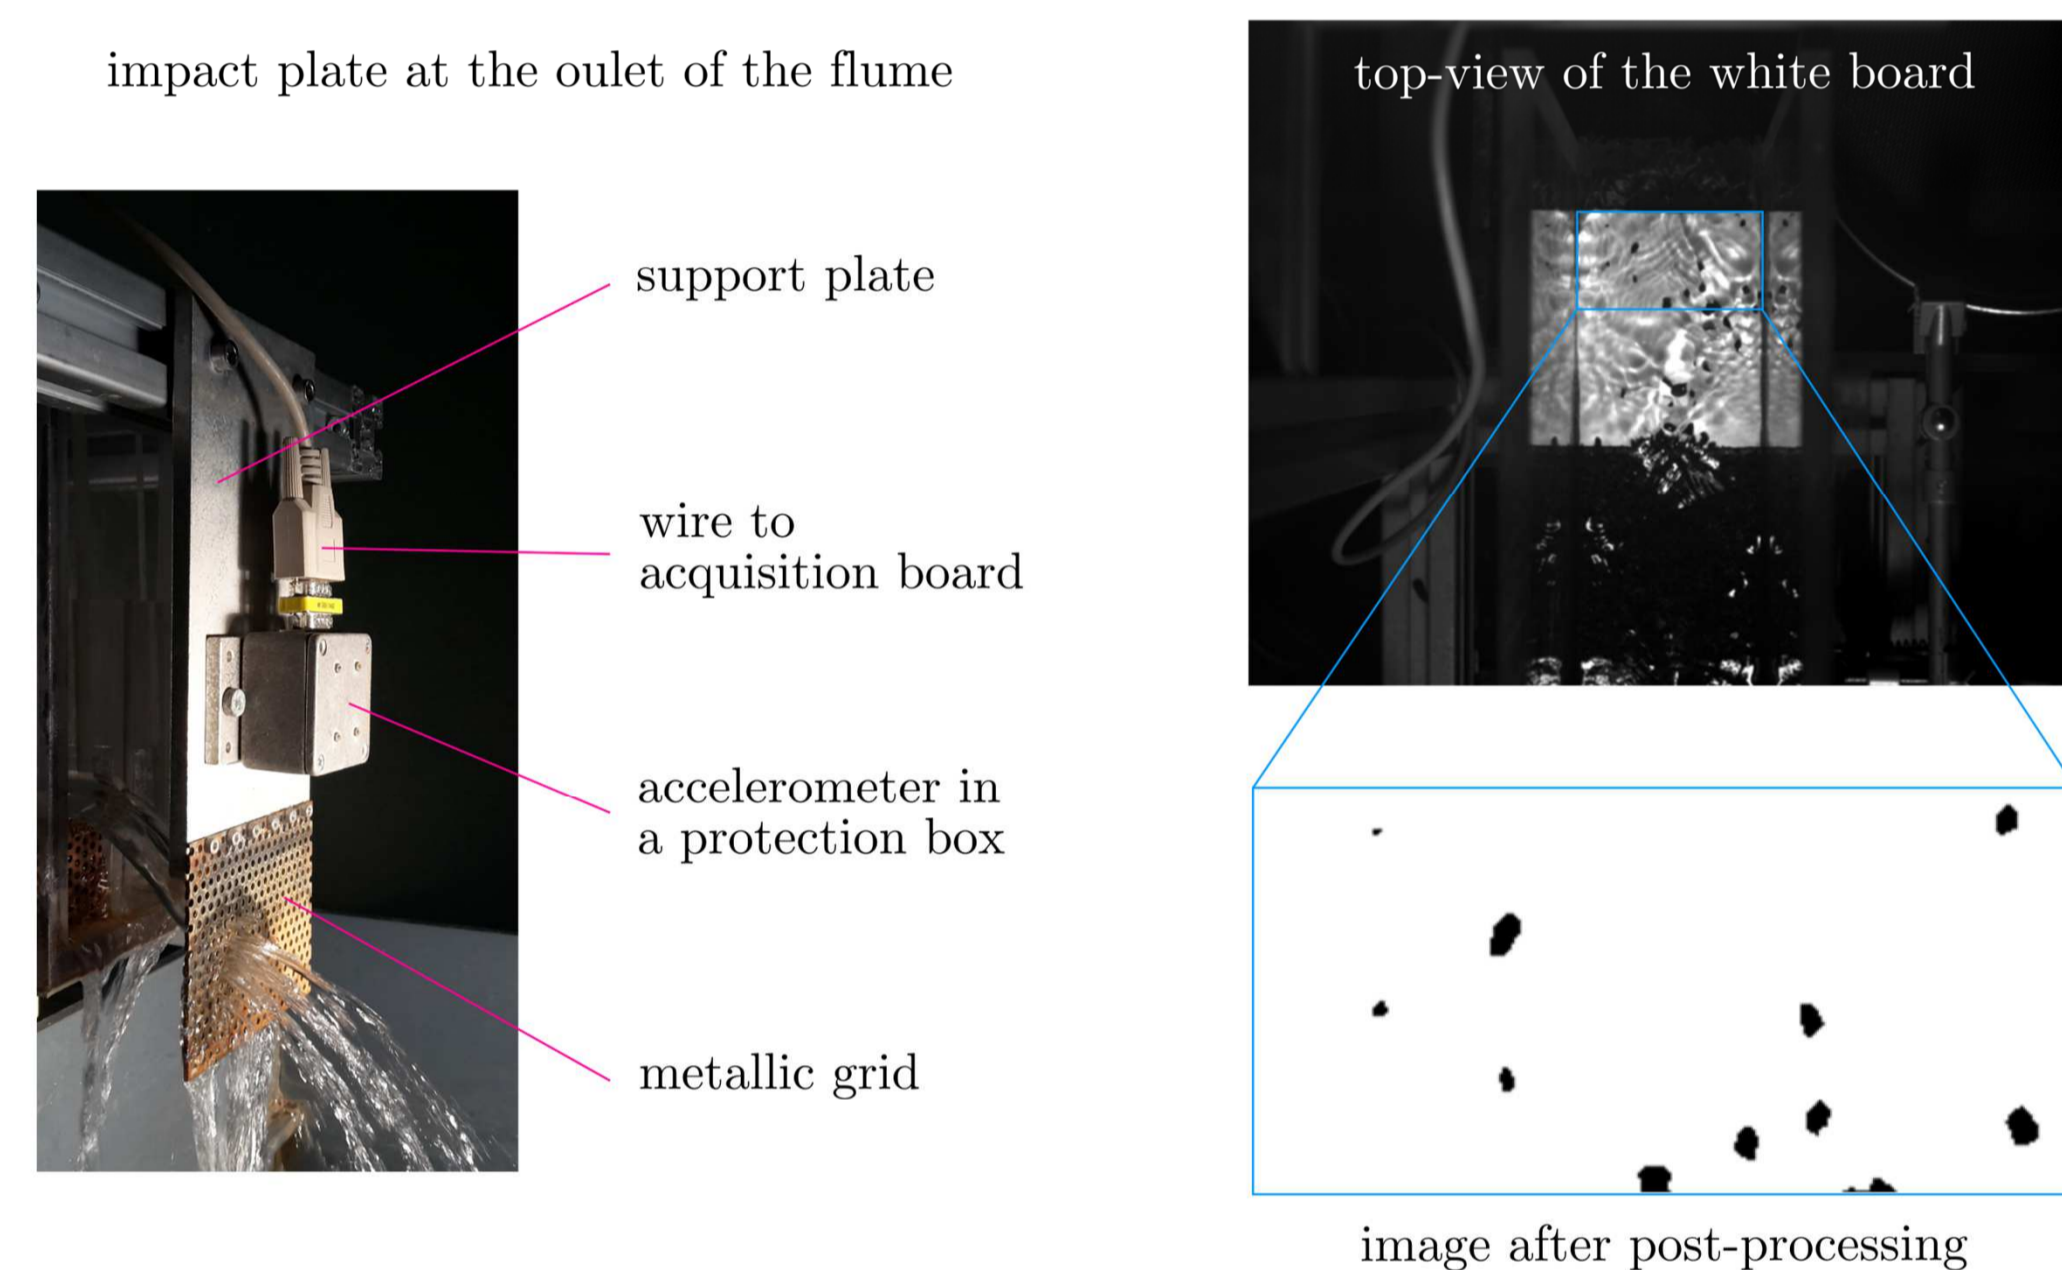 impact plate at the oulet of the flume
support plate
wire to
acquisition board
accelerometer in
a protection box
metallic grid
top-view of the white board
image after post-processing